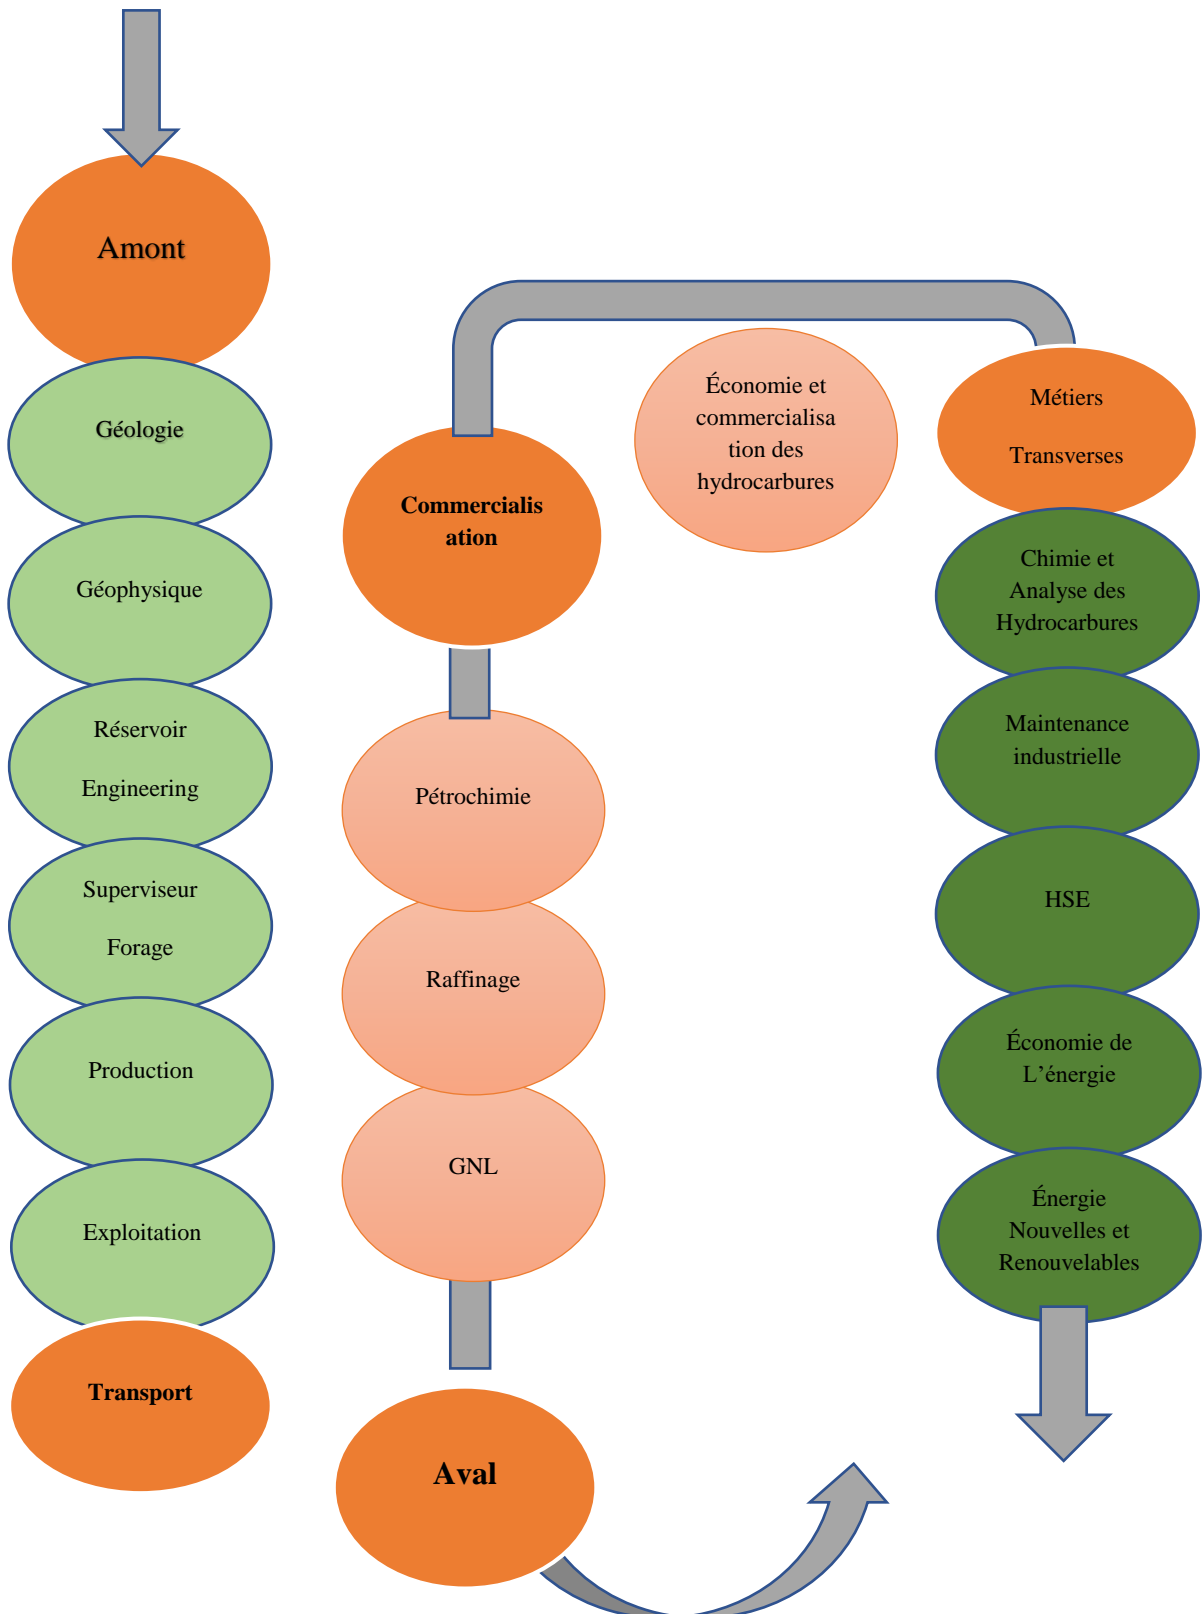 Amont
Géologie
Géophysique
Réservoir
Engineering
Superviseur
Forage
Production
Exploitation
Transport
Commercialis
ation
Pétrochimie
Raffinage
GNL
Aval
Économie et
commercialisa
tion des
hydrocarbures
Métiers
Transverses
Chimie et
Analyse des
Hydrocarbures
Maintenance
industrielle
HSE
Économie de
L’énergie
Énergie
Nouvelles et
Renouvelables